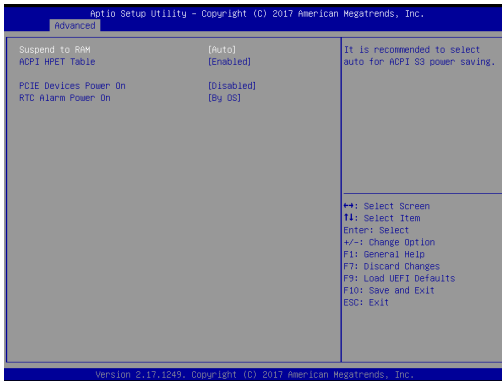 Aptio Setup Utility – Copyright (C) 2017 American Megatrends, Inc.
Advanced
Suspend to RAM [Auto]
ACPI HPET Table [Enabled]
PCIE Devices Power On [Disabled]
RTC Alarm Power On [By OS]
It is recommended to select
auto for ACPI S3 power saving.
↔: Select Screen
↑↓: Select Item
Enter: Select
+/-: Change Option
F1: General Help
F7: Discard Changes
F9: Load UEFI Defaults
F10: Save and Exit
ESC: Exit
Version 2.17.1249. Copyright (C) 2017 American Megatrends, Inc.